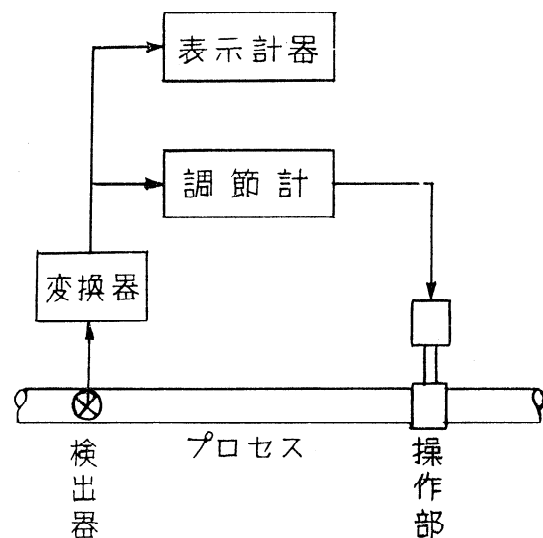 表示計器
調節計
変換器
プロセス
検出器
操作部